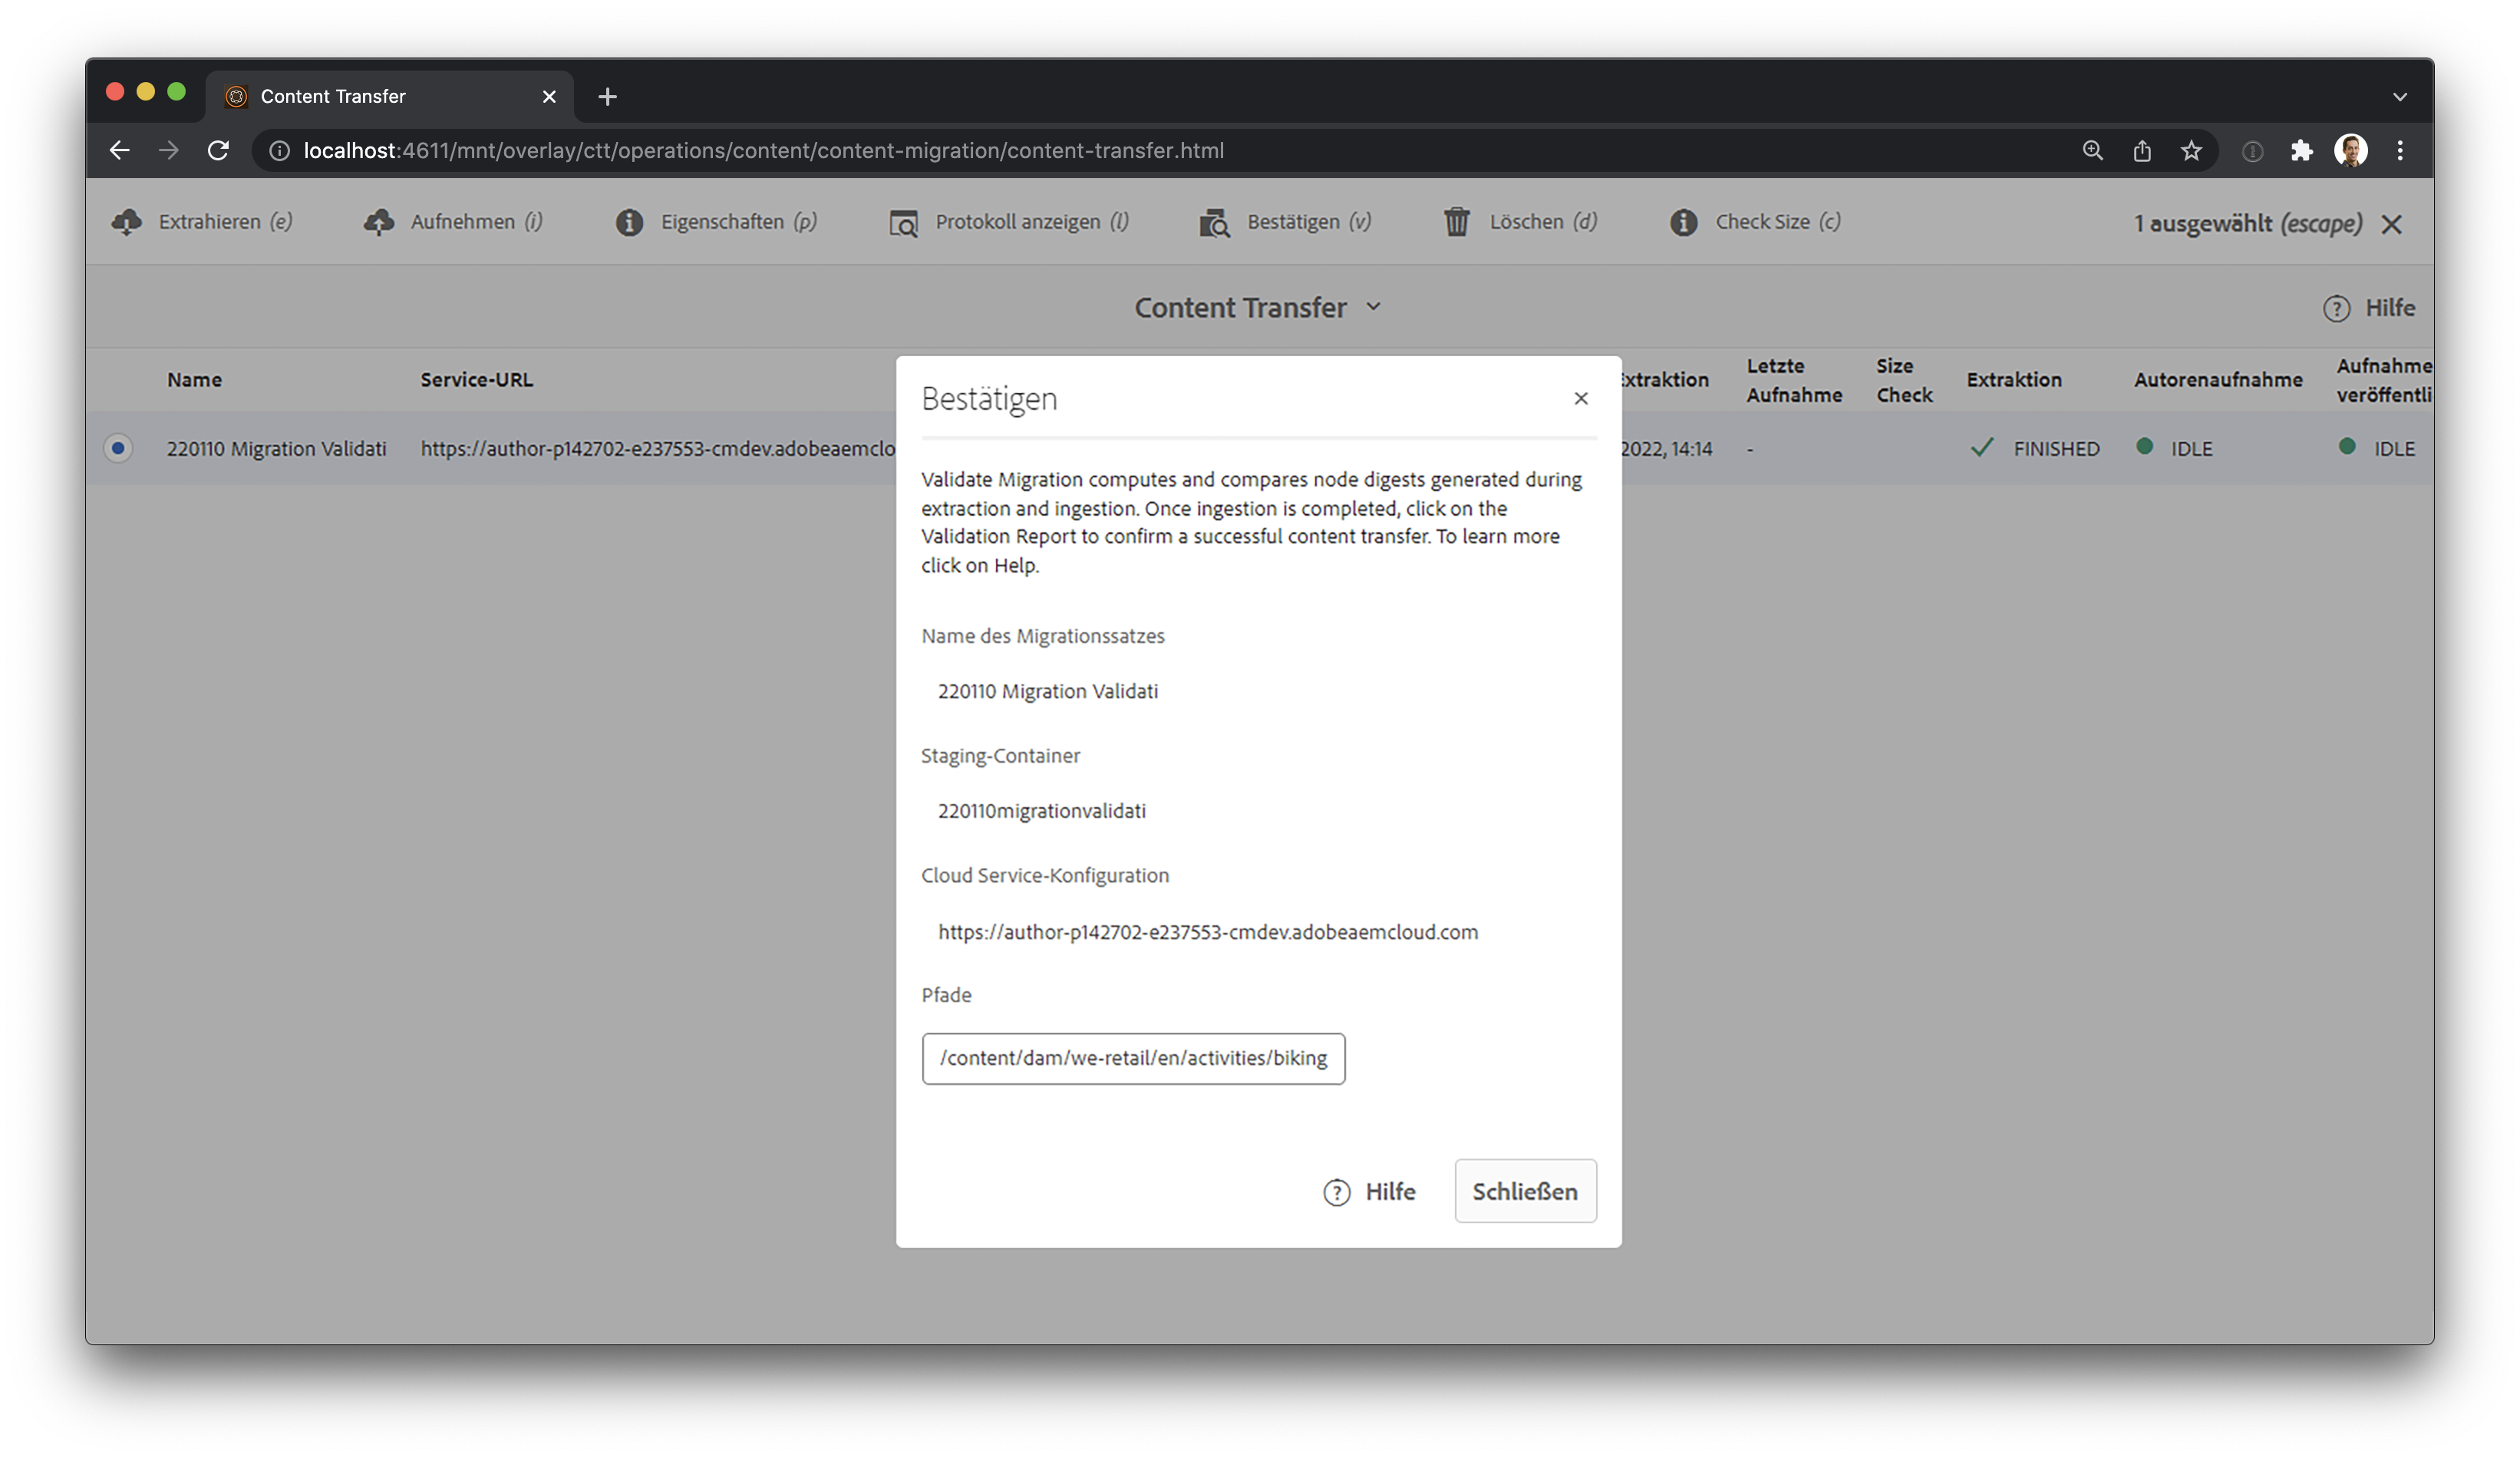 Content Transfer
localhost:4611/mnt/overlay/ctt/operations/content/content-migration/content-transfer.html
Extrahieren (e) Aufnehmen (i) Eigenschaften (p) Protokoll anzeigen (l) Bestätigen (v) Löschen (d) Check Size (c) 1 ausgewählt (escape)
Content Transfer
Hilfe
Name Service-URL Extraktion Letzte Aufnahme Size Check Extraktion Autorenaufnahme Aufnahme veröffentli
220110 Migration Validati https://author-p142702-e237553-cmdev.adobeaemclo 2022, 14:14 - FINISHED IDLE IDLE
Bestätigen
Validate Migration computes and compares node digests generated during
extraction and ingestion. Once ingestion is completed, click on the
Validation Report to confirm a successful content transfer. To learn more
click on Help.
Name des Migrationssatzes
220110 Migration Validati
Staging-Container
220110migrationvalidati
Cloud Service-Konfiguration
https://author-p142702-e237553-cmdev.adobeaemcloud.com
Pfade
/content/dam/we-retail/en/activities/biking
Hilfe
Schließen